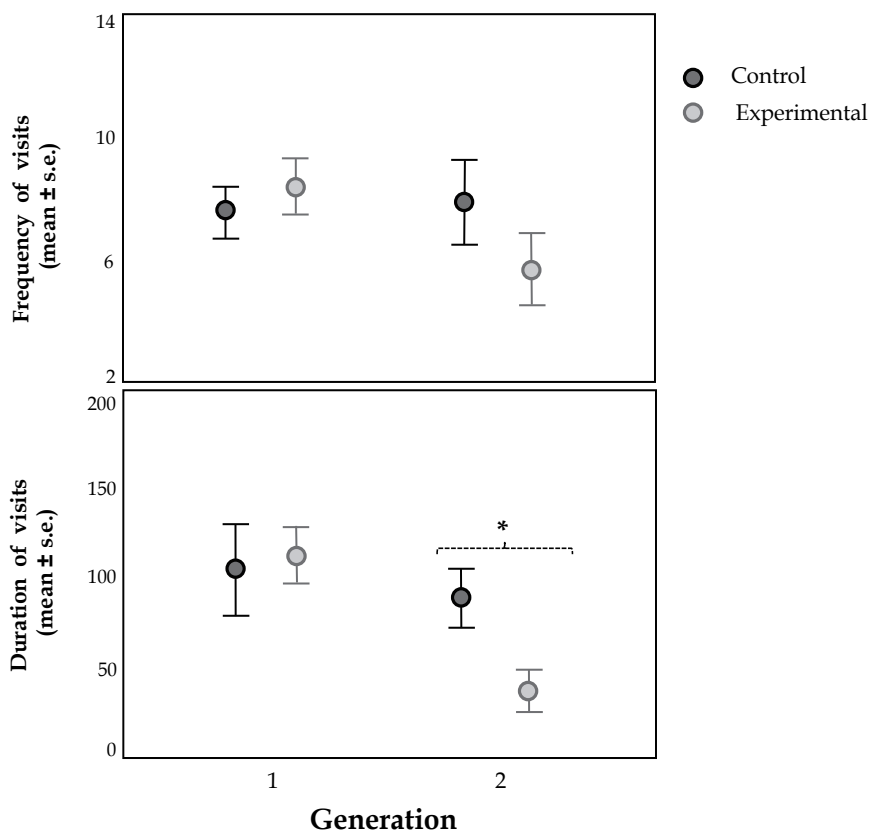 14
10
6
2
Frequency of visits
(mean ± s.e.)
Control
Experimental
200
150
100
50
0
Duration of visits
(mean ± s.e.)
*
1 2
Generation